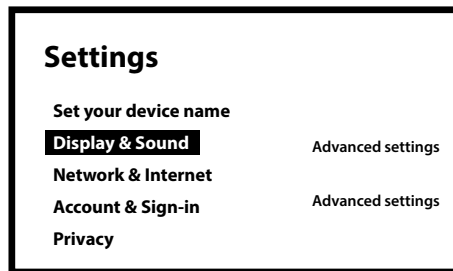 Settings
Set your device name
Display & Sound
Advanced settings
Network & Internet
Account & Sign-in
Advanced settings
Privacy